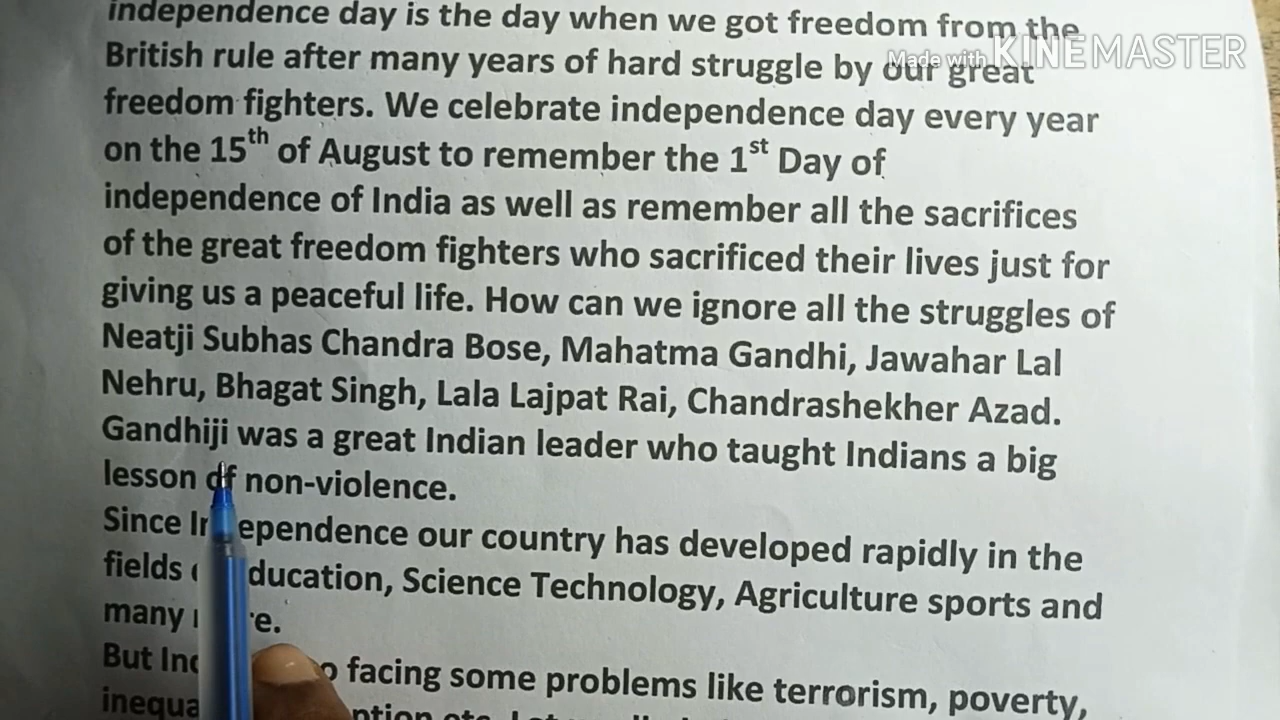 independence day is the day when we got freedom from the
British rule after many years of hard struggle by our great
Made with KINEMASTER
freedom fighters. We celebrate independence day every year
on the 15th of August to remember the 1st Day of
independence of India as well as remember all the sacrifices
of the great freedom fighters who sacrificed their lives just for
giving us a peaceful life. How can we ignore all the struggles of
Neatji Subhas Chandra Bose, Mahatma Gandhi, Jawahar Lal
Nehru, Bhagat Singh, Lala Lajpat Rai, Chandrashekher Azad.
Gandhiji was a great Indian leader who taught Indians a big
lesson of non-violence.
Since Independence our country has developed rapidly in the
fields education, Science Technology, Agriculture sports and
many
But facing some problems like terrorism, poverty,